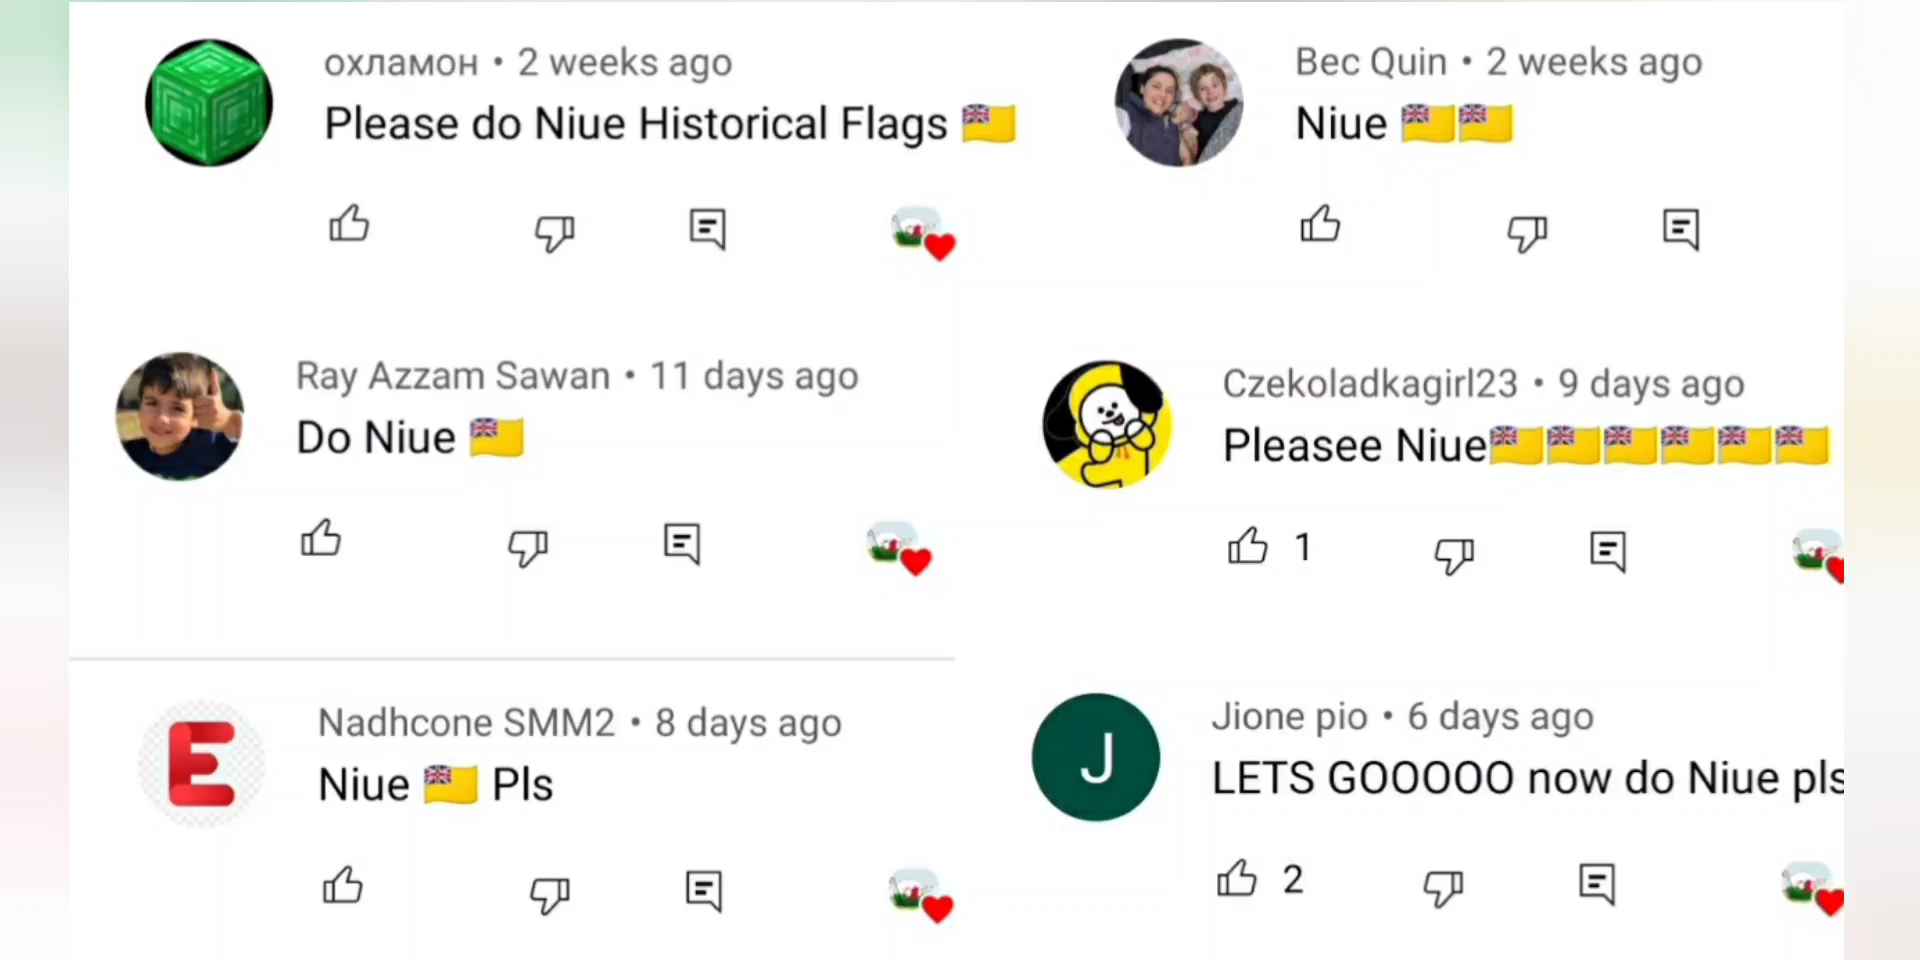 охламон • 2 weeks ago
Please do Niue Historical Flags 🇳🇺
Bec Quin • 2 weeks ago
Niue 🇳🇺🇳🇺
Ray Azzam Sawan • 11 days ago
Do Niue 🇳🇺
Czekoladkagirl23 • 9 days ago
Pleasee Niue🇳🇺🇳🇺🇳🇺🇳🇺🇳🇺🇳🇺
1
Nadhcone SMM2 • 8 days ago
Niue 🇳🇺 Pls
E
J
Jione pio • 6 days ago
LETS GOOOOO now do Niue pls
2